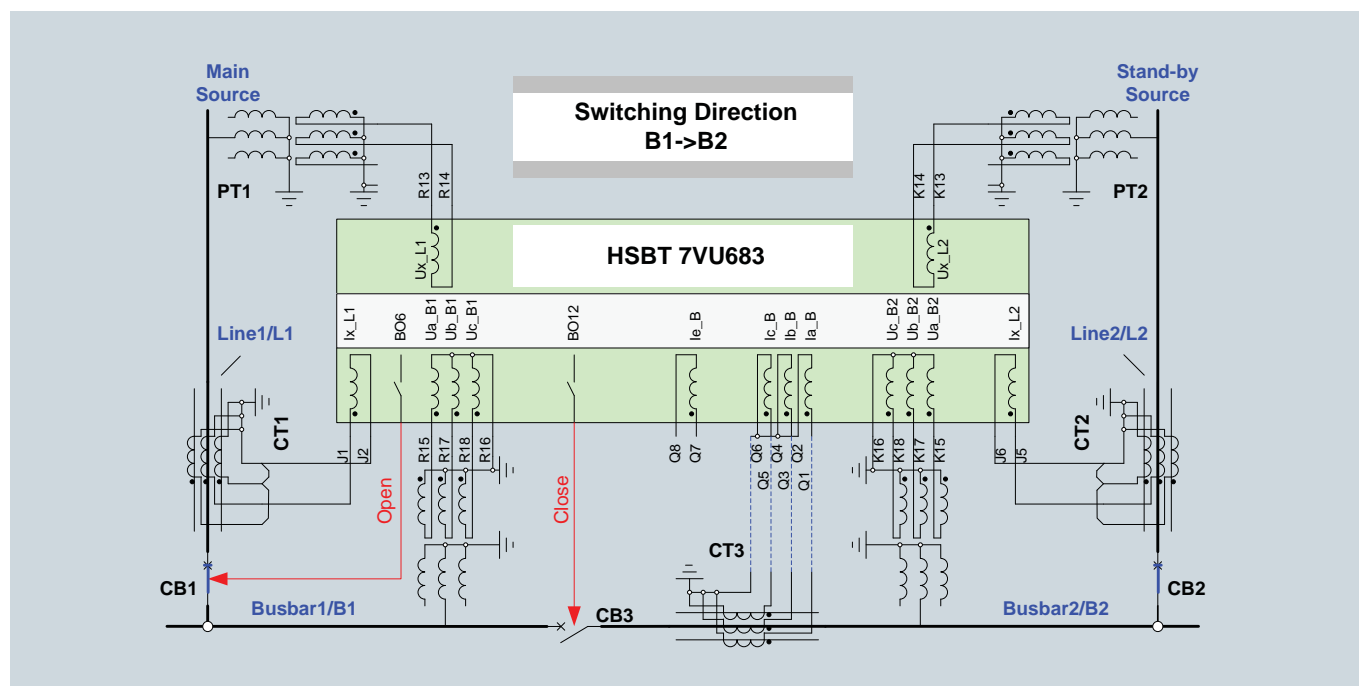 Main
Source
Switching Direction
B1->B2
Stand-by
Source
PT1
R13
R14
K14
K13
PT2
HSBT 7VU683
Ux_L1
Ux_L2
Ix_L1
BO6
Ua_B1
Ub_B1
Uc_B1
BO12
Ie_B
Ic_B
Ib_B
Ia_B
Uc_B2
Ub_B2
Ua_B2
Ix_L2
Line1/L1
Line2/L2
CT1
J1
J2
R15
R17
R18
R16
Q8
Q7
Q6
Q5
Q4
Q3
Q2
Q1
K16
K18
K17
K15
J6
J5
CT2
Open
Close
CT3
CB1
Busbar1/B1
CB3
Busbar2/B2
CB2